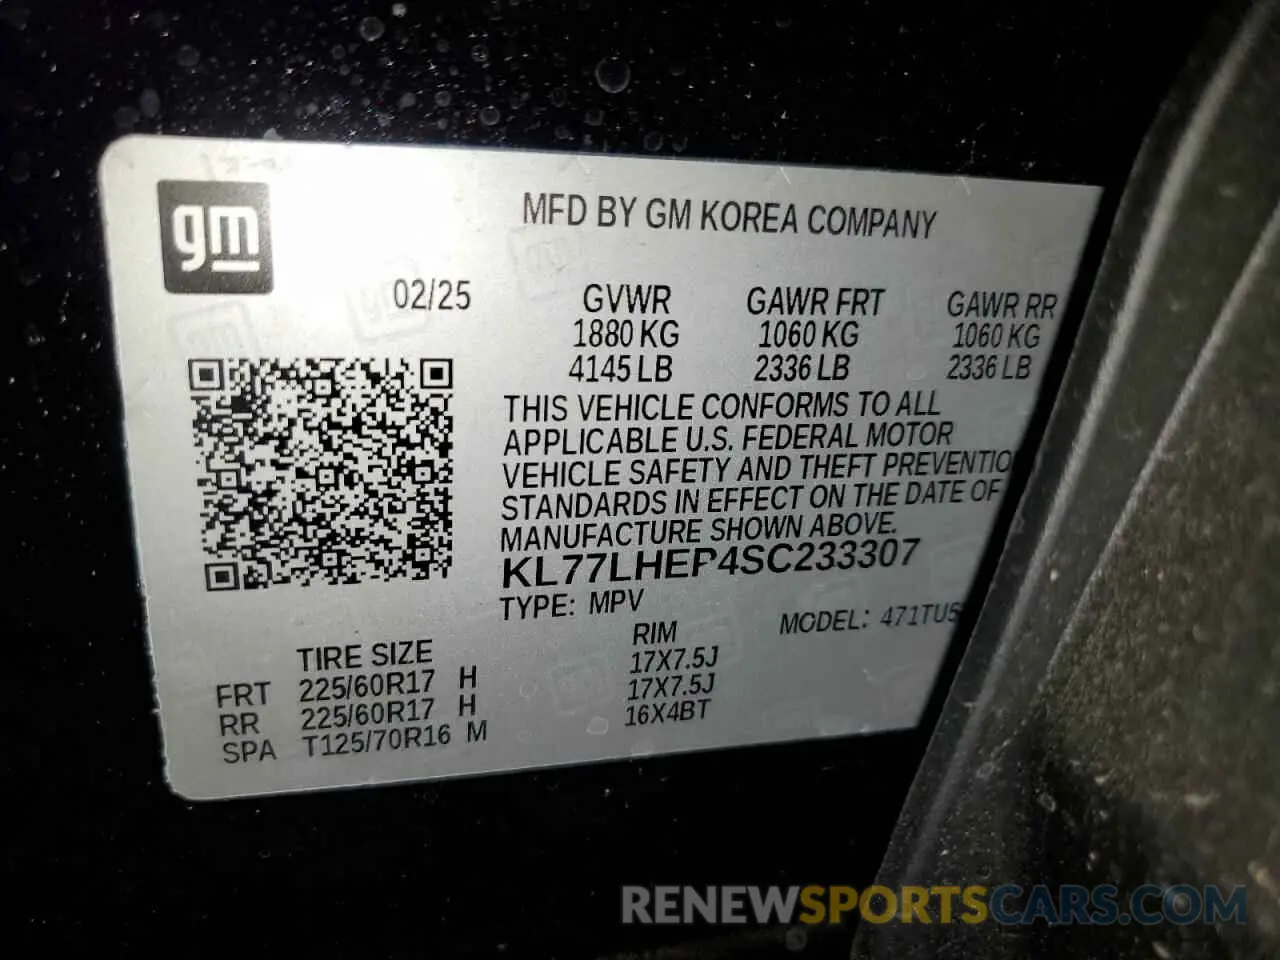 gm
MFD BY GM KOREA COMPANY
02/25
GVWR GAWR FRT GAWR RR
1880 KG 1060 KG 1060 KG
4145 LB 2336 LB 2336 LB
THIS VEHICLE CONFORMS TO ALL
APPLICABLE U.S. FEDERAL MOTOR
VEHICLE SAFETY AND THEFT PREVENTIO
STANDARDS IN EFFECT ON THE DATE OF
MANUFACTURE SHOWN ABOVE.
KL77LHEP4SC233307
TYPE: MPV MODEL: 471TU5
TIRE SIZE RIM
FRT 225/60R17 H 17X7.5J
RR 225/60R17 H 17X7.5J
SPA T125/70R16 M 16X4BT
RENEWSPORTSCARS.COM